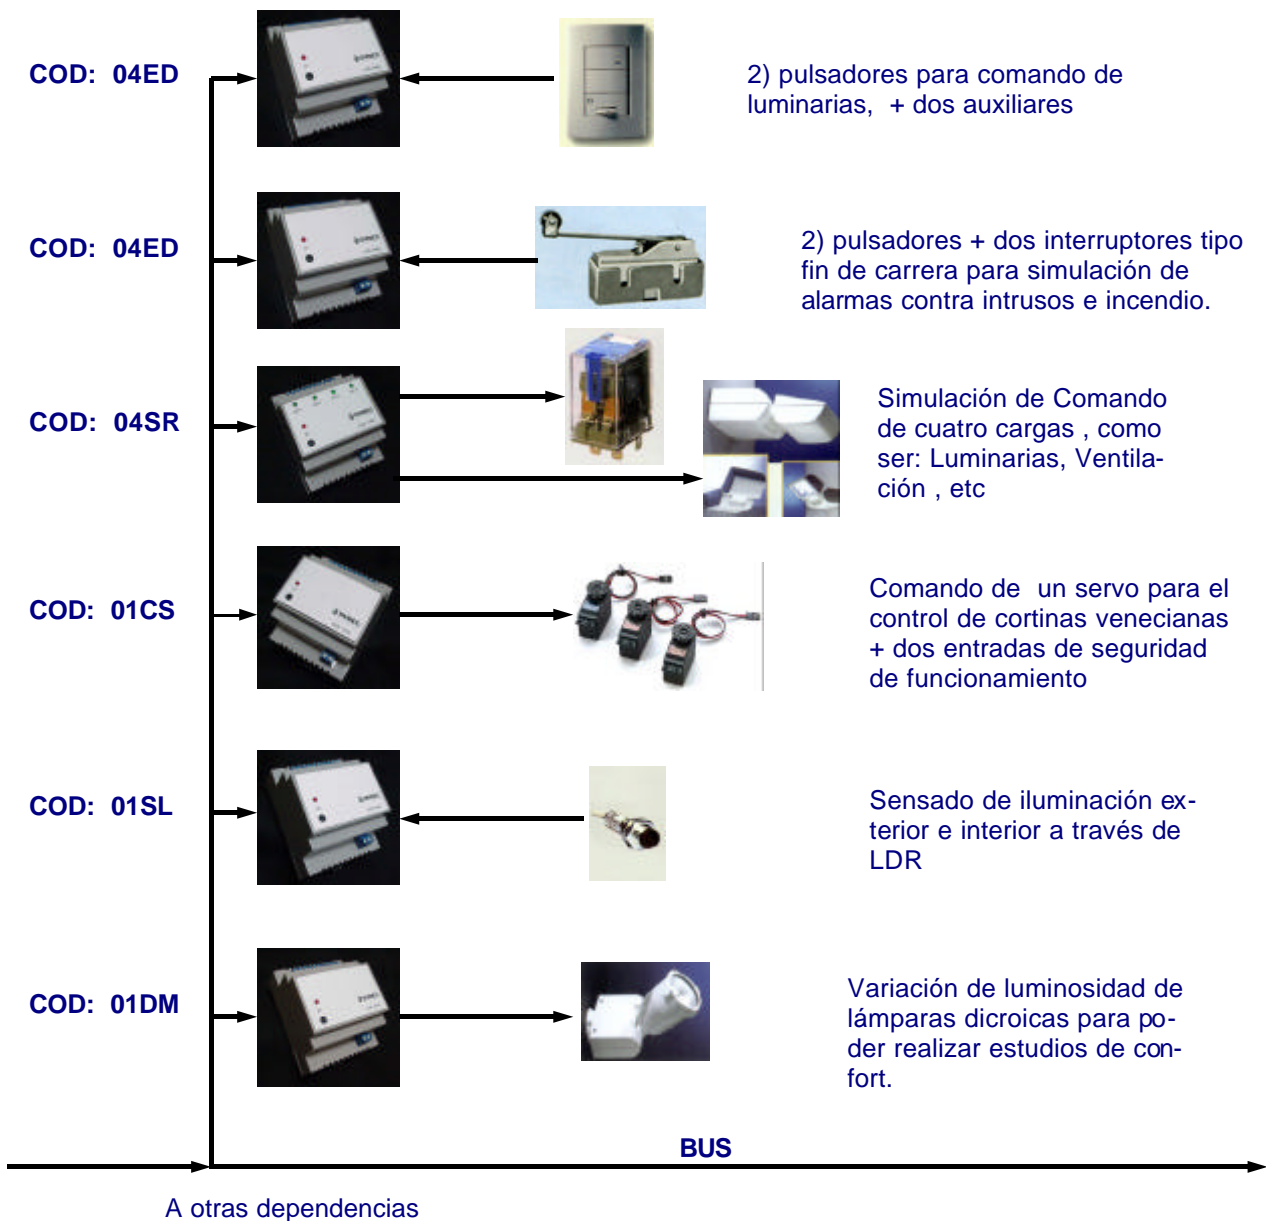 COD: 04ED
2) pulsadores para comando de
luminarias, + dos auxiliares
COD: 04ED
2) pulsadores + dos interruptores tipo
fin de carrera para simulación de
alarmas contra intrusos e incendio.
COD: 04SR
Simulación de Comando
de cuatro cargas , como
ser: Luminarias, Ventila-
ción , etc
COD: 01CS
Comando de un servo para el
control de cortinas venecianas
+ dos entradas de seguridad
de funcionamiento
COD: 01SL
Sensado de iluminación ex-
terior e interior a través de
LDR
COD: 01DM
Variación de luminosidad de
lámparas dicroicas para po-
der realizar estudios de con-
fort.
BUS
A otras dependencias